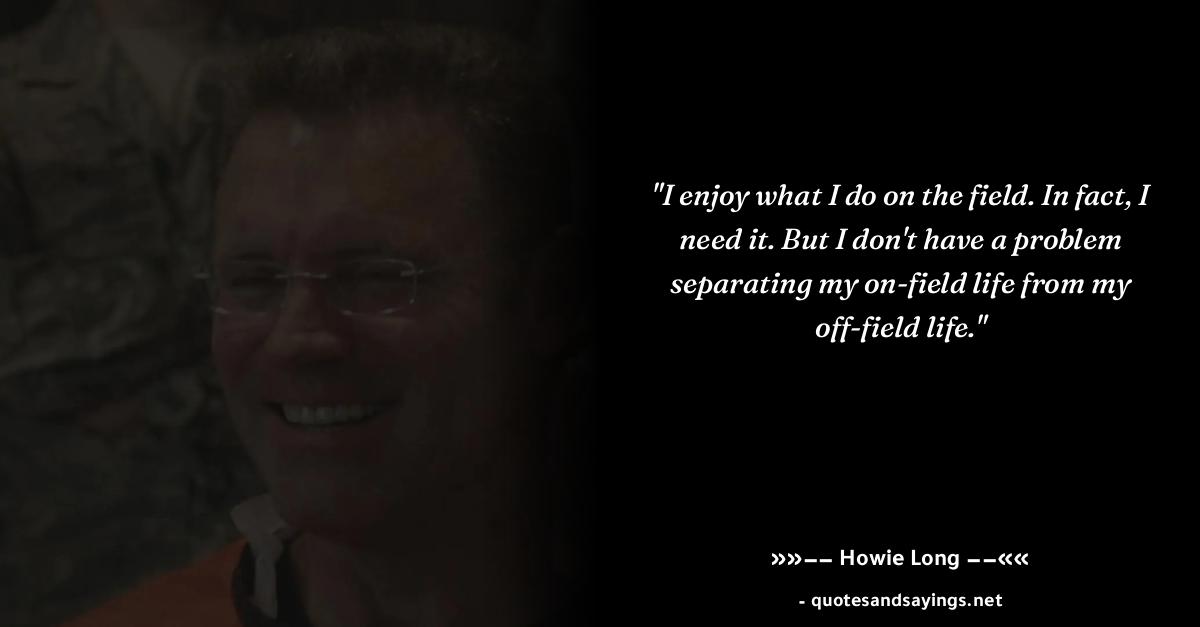 "I enjoy what I do on the field. In fact, I
need it. But I don't have a problem
separating my on-field life from my
off-field life."
»»–– Howie Long ––««
- quotesandsayings.net